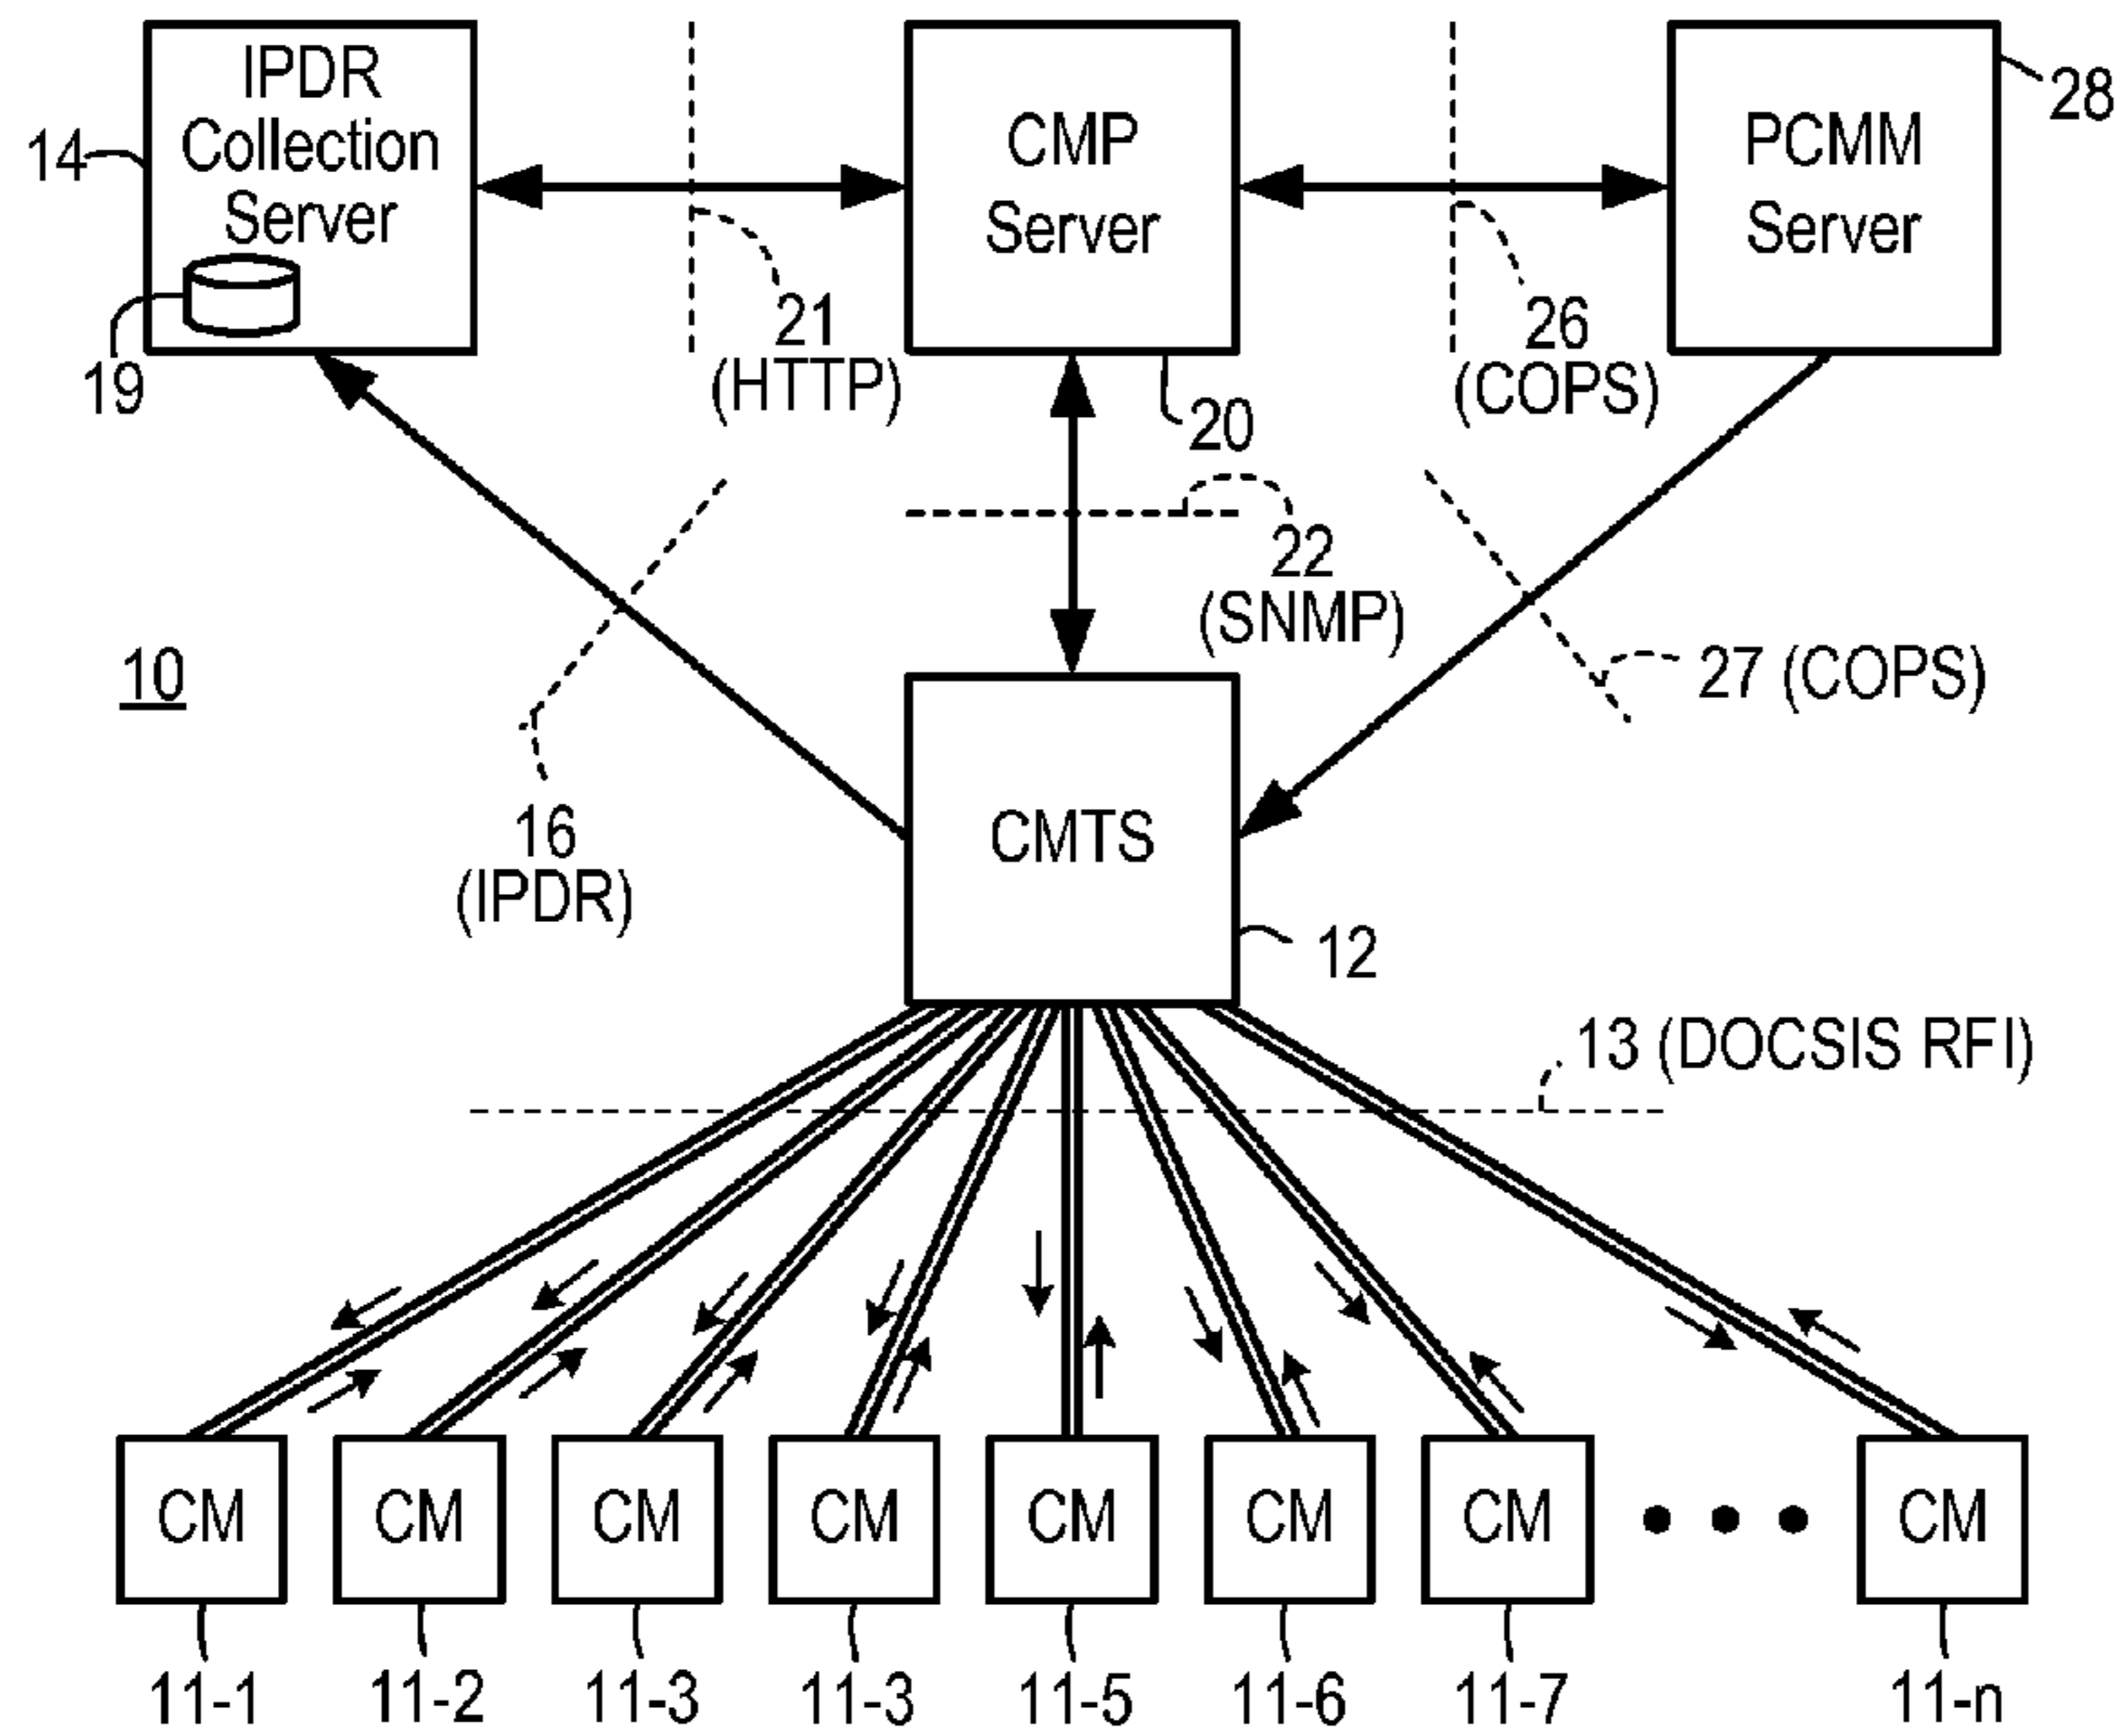 IPDR
Collection
Server
14
19
CMP
Server
PCMM
Server
28
21
(HTTP)
26
(COPS)
20
22
(SNMP)
10
27 (COPS)
16
(IPDR)
CMTS
12
13 (DOCSIS RFI)
CM CM CM CM CM CM CM CM
11-1 11-2 11-3 11-3 11-5 11-6 11-7 11-n